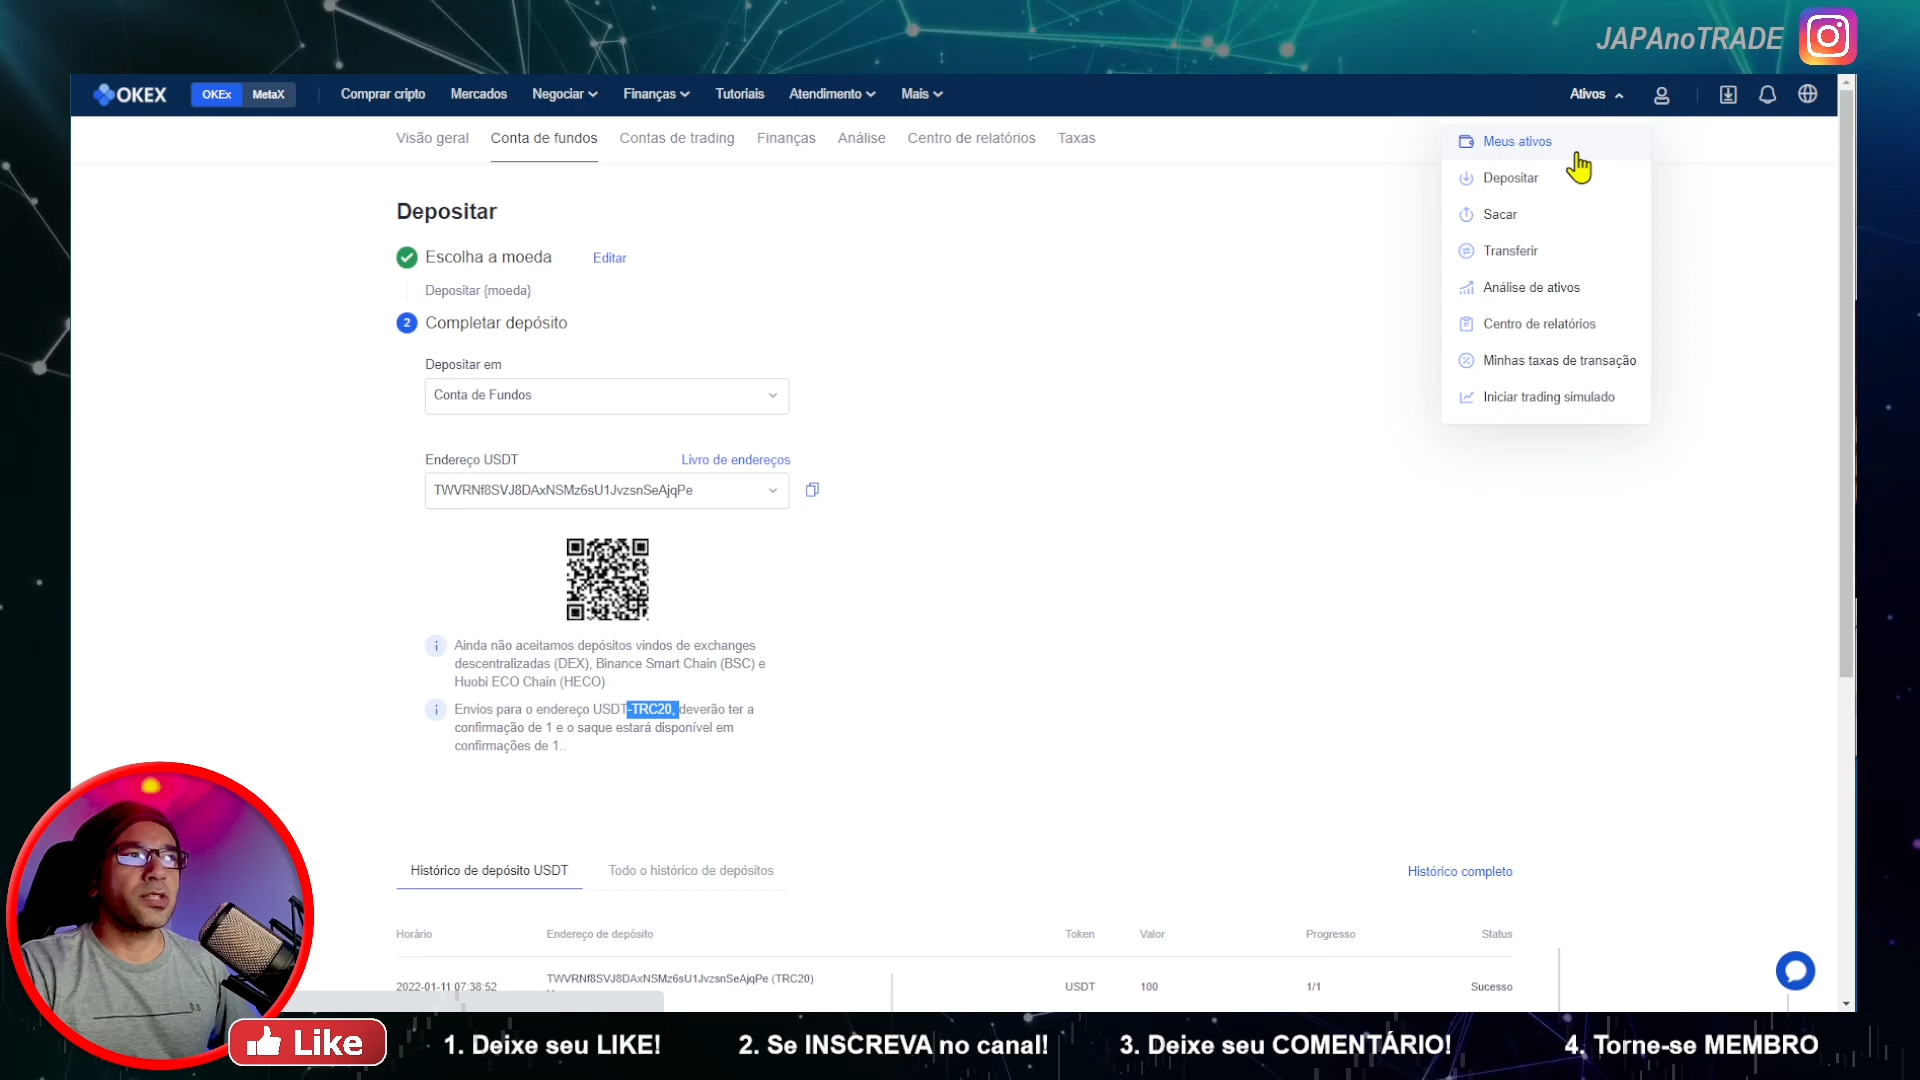 JAPAnoTRADE
OKEX
OKEx MetaX
Comprar cripto Mercados Negociar Finanças Tutoriais Atendimento Mais
Ativos
Visão geral Conta de fundos Contas de trading Finanças Análise Centro de relatórios Taxas
Meus ativos
Depositar
Sacar
Transferir
Análise de ativos
Centro de relatórios
Minhas taxas de transação
Iniciar trading simulado
Depositar
Escolha a moeda Editar
Depositar {moeda}
2 Completar depósito
Depositar em
Conta de Fundos
Endereço USDT Livro de endereços
TWVRNf8SVJ8DAxNSMz6sU1JvzsnSeAjqPe
Ainda não aceitamos depósitos vindos de exchanges
descentralizadas (DEX), Binance Smart Chain (BSC) e
Huobi ECO Chain (HECO)
Envios para o endereço USDT-TRC20, deverão ter a
confirmação de 1 e o saque estará disponível em
confirmações de 1..
Histórico de depósito USDT Todo o histórico de depósitos Histórico completo
Horário Endereço de depósito Token Valor Progresso Status
2022-01-11 07:38:52 TWVRNf8SVJ8DAxNSMz6sU1JvzsnSeAjqPe (TRC20) USDT 100 1/1 Sucesso
Like
1. Deixe seu LIKE! 2. Se INSCREVA no canal! 3. Deixe seu COMENTÁRIO! 4. Torne-se MEMBRO